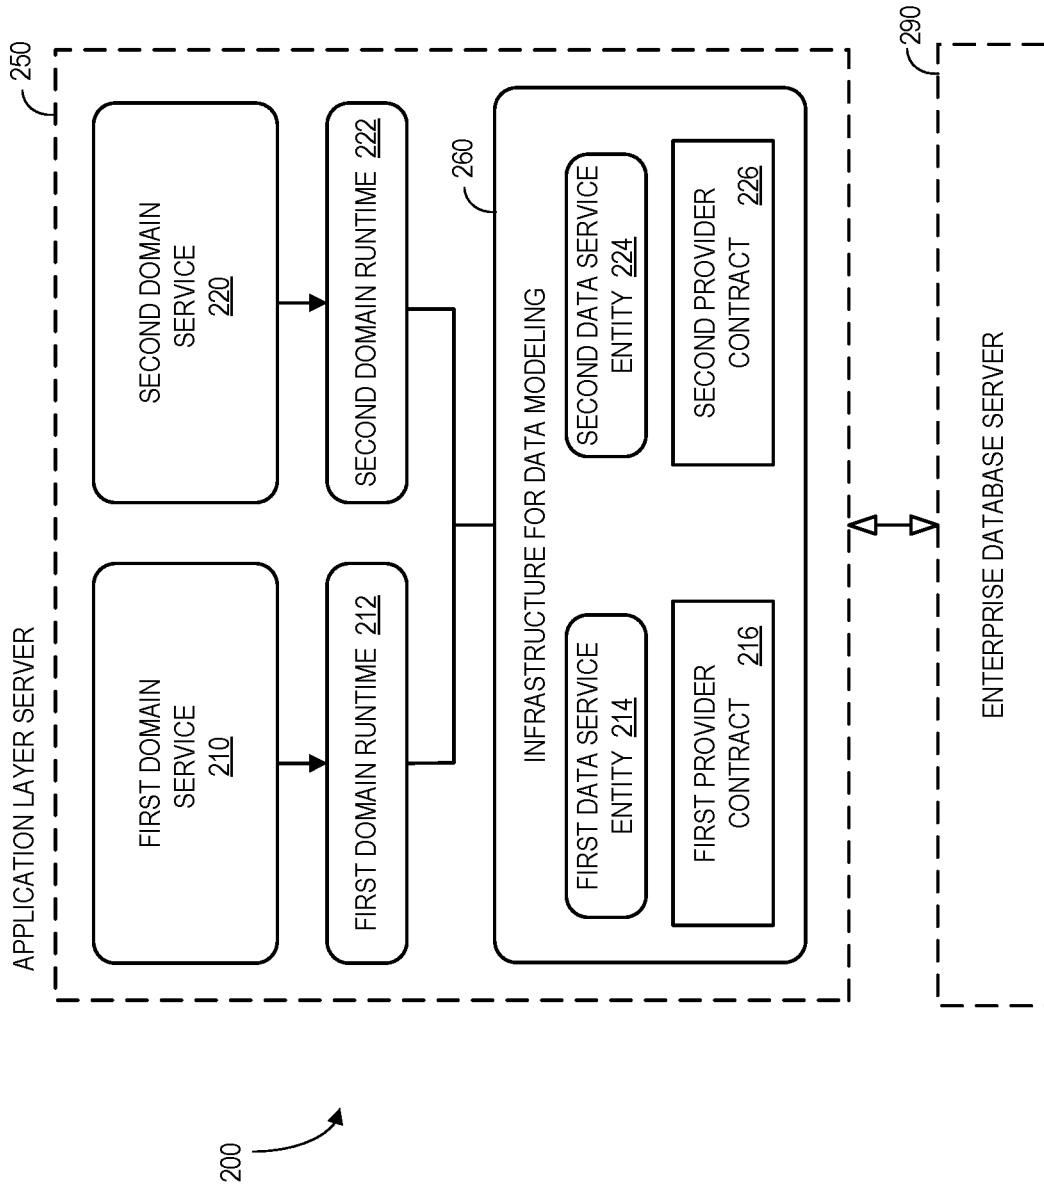 200
APPLICATION LAYER SERVER
250
FIRST DOMAIN
SERVICE
210
SECOND DOMAIN
SERVICE
220
FIRST DOMAIN RUNTIME 212
SECOND DOMAIN RUNTIME 222
260
INFRASTRUCTURE FOR DATA MODELING
FIRST DATA SERVICE
ENTITY 214
SECOND DATA SERVICE
ENTITY 224
FIRST PROVIDER
CONTRACT
216
SECOND PROVIDER
CONTRACT
226
290
ENTERPRISE DATABASE SERVER